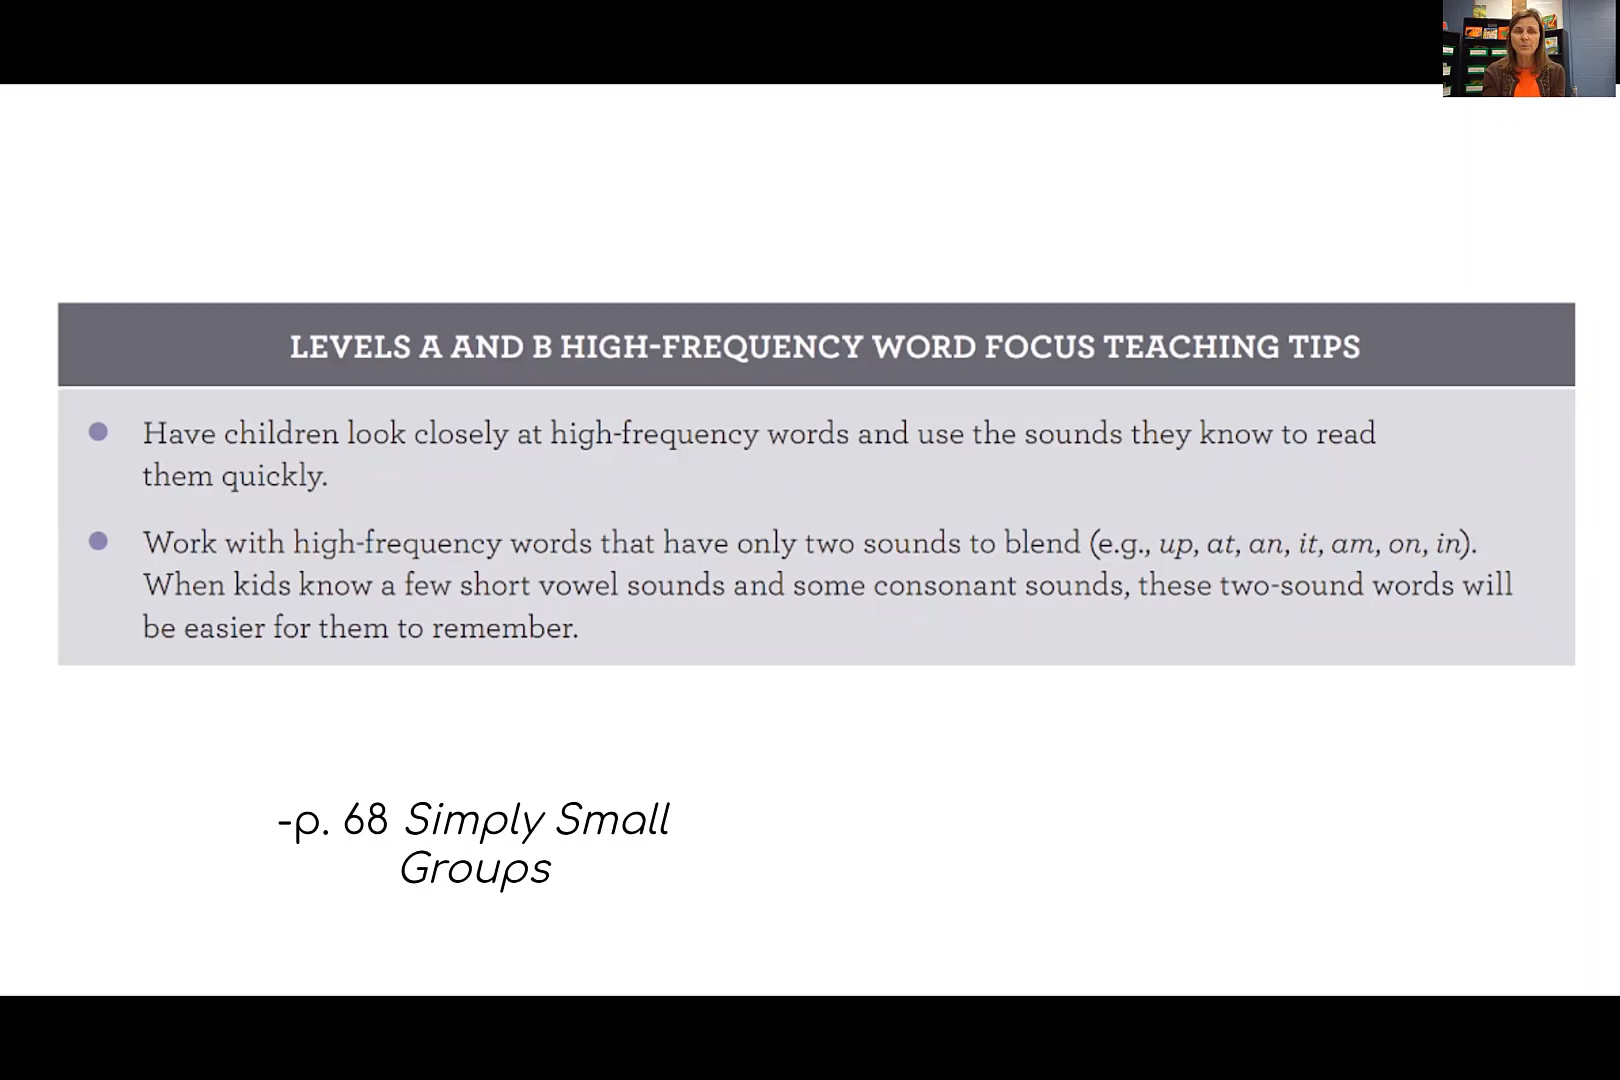 LEVELS A AND B HIGH-FREQUENCY WORD FOCUS TEACHING TIPS
Have children look closely at high-frequency words and use the sounds they know to read
them quickly.
Work with high-frequency words that have only two sounds to blend (e.g., up, at, an, it, am, on, in).
When kids know a few short vowel sounds and some consonant sounds, these two-sound words will
be easier for them to remember.
-p. 68 Simply Small
Groups